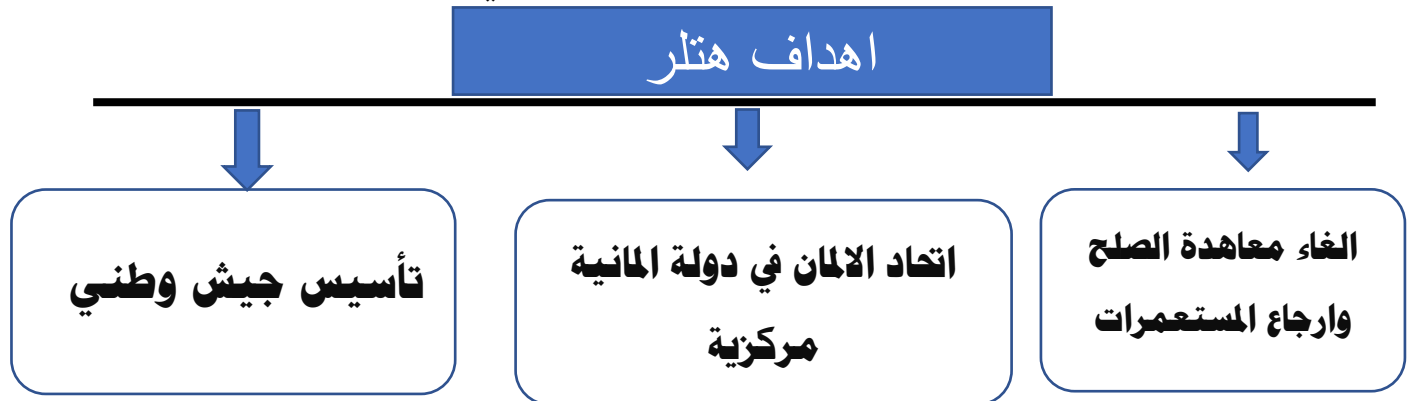 اهداف هتلر
الغاء معاهدة الصلح
وارجاع المستعمرات
اتحاد الالمان في دولة المانية
مركزية
تأسيس جيش وطني